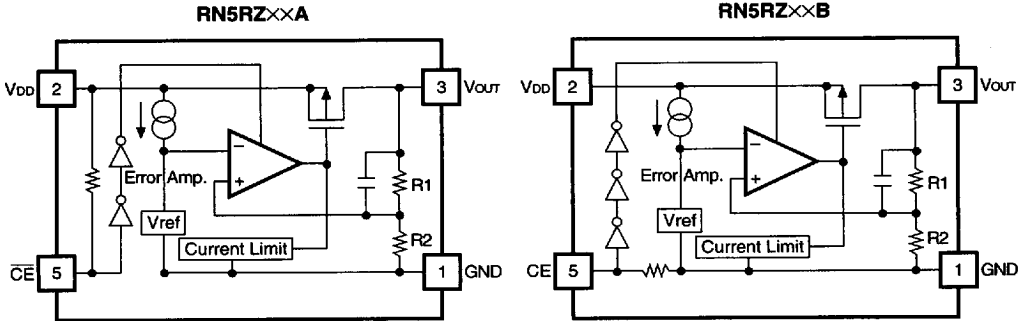 RN5RZ××A
VDD 2
3 VOUT
−
+
Error Amp.
R1
Vref
R2
Current Limit
C̅E̅ 5
1 GND
RN5RZ××B
VDD 2
3 VOUT
−
+
Error Amp.
R1
Vref
R2
Current Limit
CE 5
1 GND